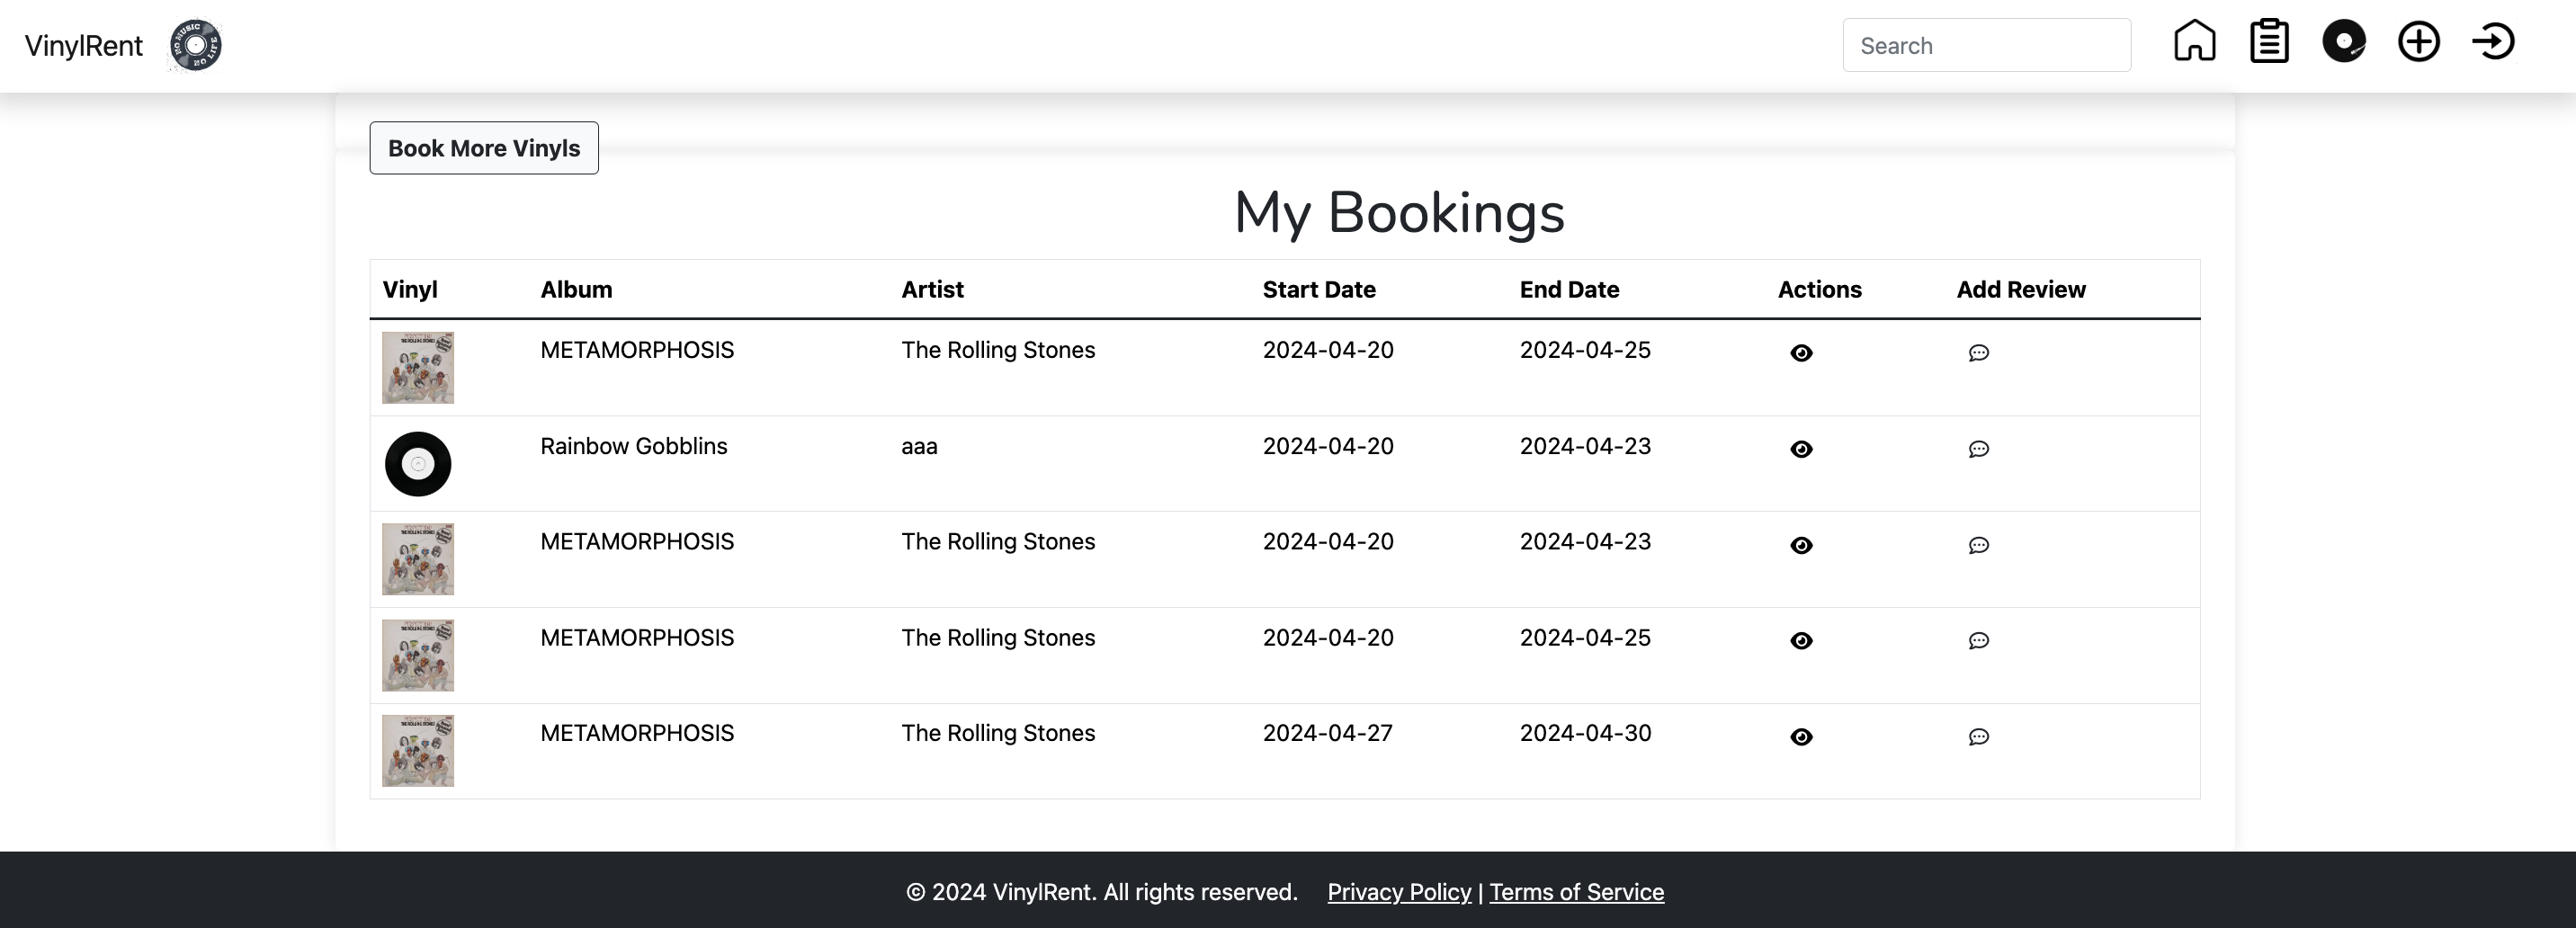 VinylRent
NO MUSIC NO LIFE
Search
Book More Vinyls
My Bookings
Vinyl Album Artist Start Date End Date Actions Add Review
METAMORPHOSIS The Rolling Stones 2024-04-20 2024-04-25
Rainbow Gobblins aaa 2024-04-20 2024-04-23
METAMORPHOSIS The Rolling Stones 2024-04-20 2024-04-23
METAMORPHOSIS The Rolling Stones 2024-04-20 2024-04-25
METAMORPHOSIS The Rolling Stones 2024-04-27 2024-04-30
© 2024 VinylRent. All rights reserved. Privacy Policy | Terms of Service